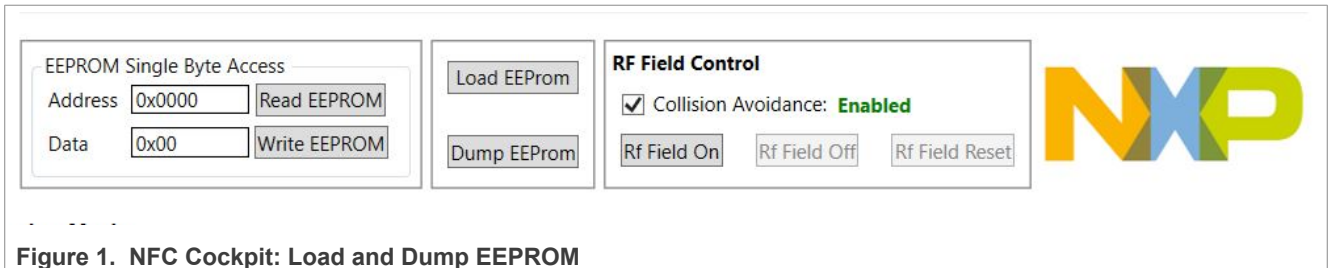 EEPROM Single Byte Access
Address 0x0000 Read EEPROM
Data 0x00 Write EEPROM
Load EEProm
Dump EEProm
RF Field Control
Collision Avoidance: Enabled
Rf Field On Rf Field Off Rf Field Reset
NXP
Figure 1. NFC Cockpit: Load and Dump EEPROM